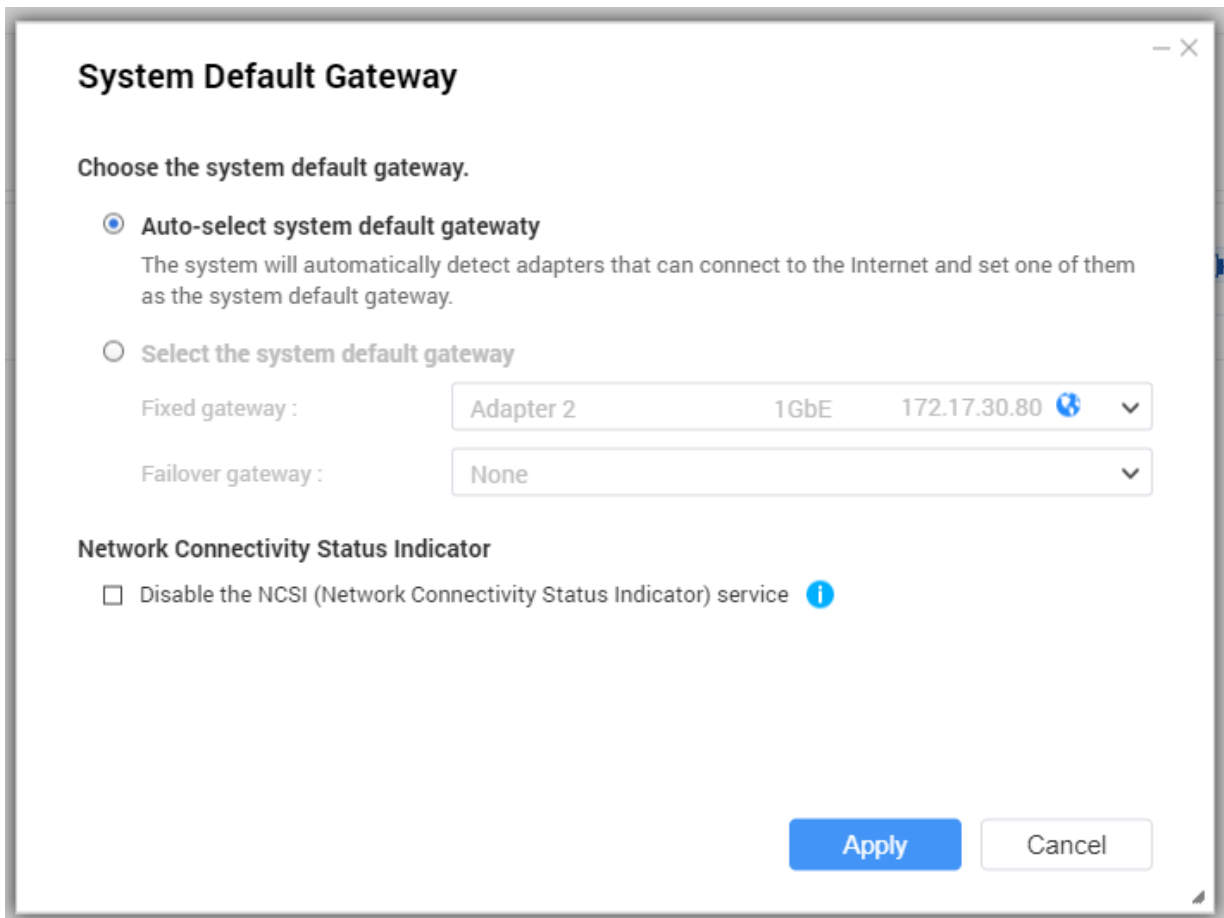 System Default Gateway
Choose the system default gateway.
Auto-select system default gatewaty
The system will automatically detect adapters that can connect to the Internet and set one of them
as the system default gateway.
Select the system default gateway
Fixed gateway : Adapter 2 1GbE 172.17.30.80
Failover gateway : None
Network Connectivity Status Indicator
Disable the NCSI (Network Connectivity Status Indicator) service i
Apply Cancel